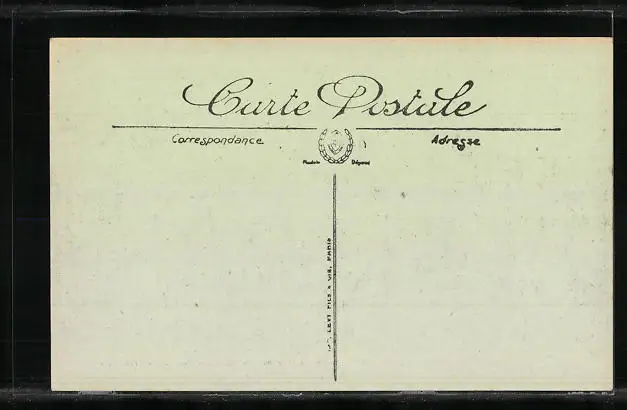 Carte Postale
Correspondance
Adresse
Modèle Déposé
LEVY FILS & CIE, PARIS